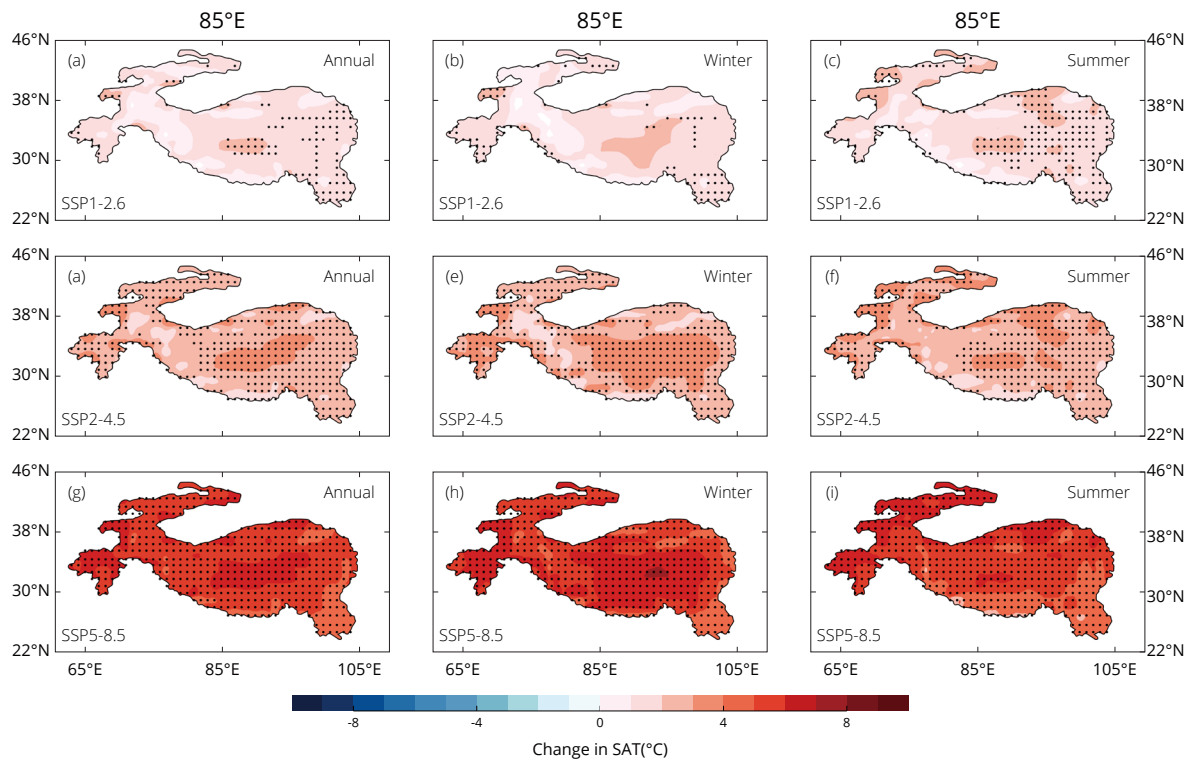 85°E 85°E 85°E
46°N (a) Annual (b) Winter (c) Summer 46°N
38°N 38°N
30°N 30°N
SSP1-2.6 SSP1-2.6 SSP1-2.6
22°N 22°N
46°N (a) Annual (e) Winter (f) Summer 46°N
38°N 38°N
30°N 30°N
SSP2-4.5 SSP2-4.5 SSP2-4.5
22°N 22°N
46°N (g) Annual (h) Winter (i) Summer 46°N
38°N 38°N
30°N 30°N
SSP5-8.5 SSP5-8.5 SSP5-8.5
22°N 22°N
65°E 85°E 105°E 65°E 85°E 105°E 65°E 85°E 105°E
-8 -4 0 4 8
Change in SAT(°C)